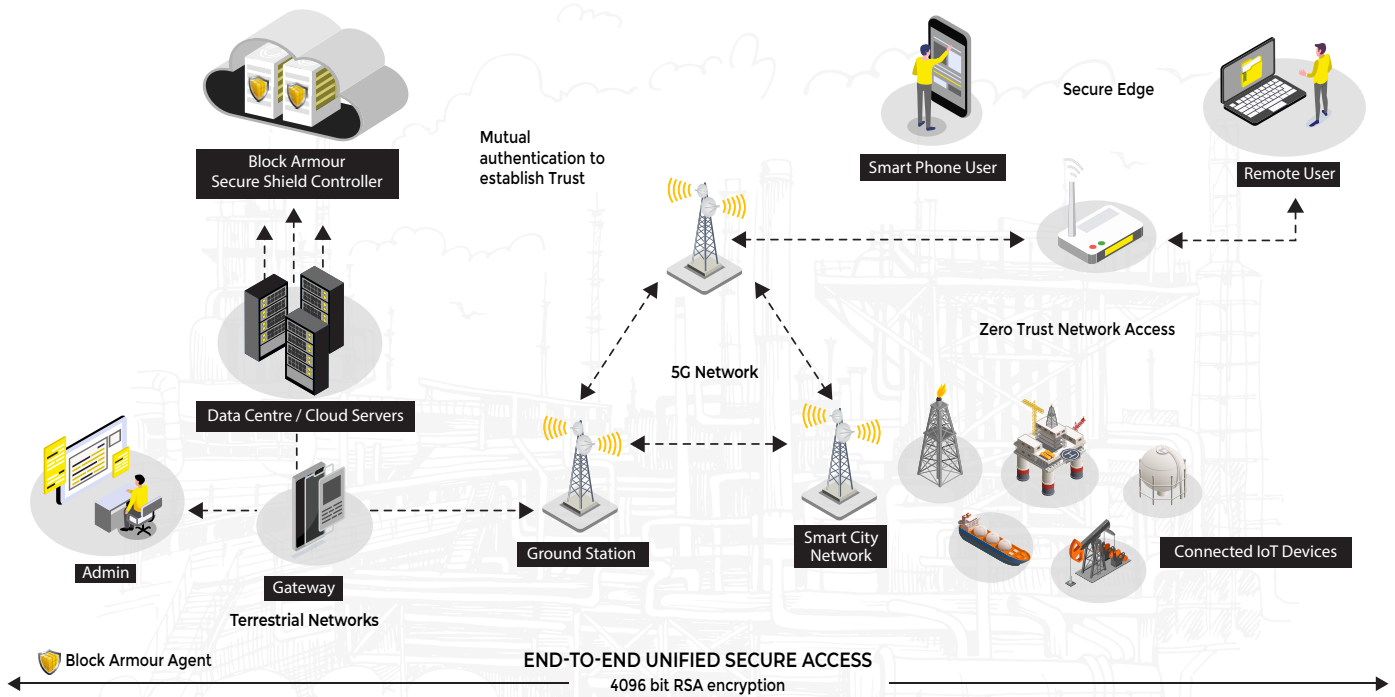 Block Armour
Secure Shield Controller
Mutual
authentication to
establish Trust
Smart Phone User
Secure Edge
Remote User
Zero Trust Network Access
5G Network
Data Centre / Cloud Servers
Admin
Gateway
Terrestrial Networks
Ground Station
Smart City
Network
Connected IoT Devices
Block Armour Agent
END-TO-END UNIFIED SECURE ACCESS
4096 bit RSA encryption